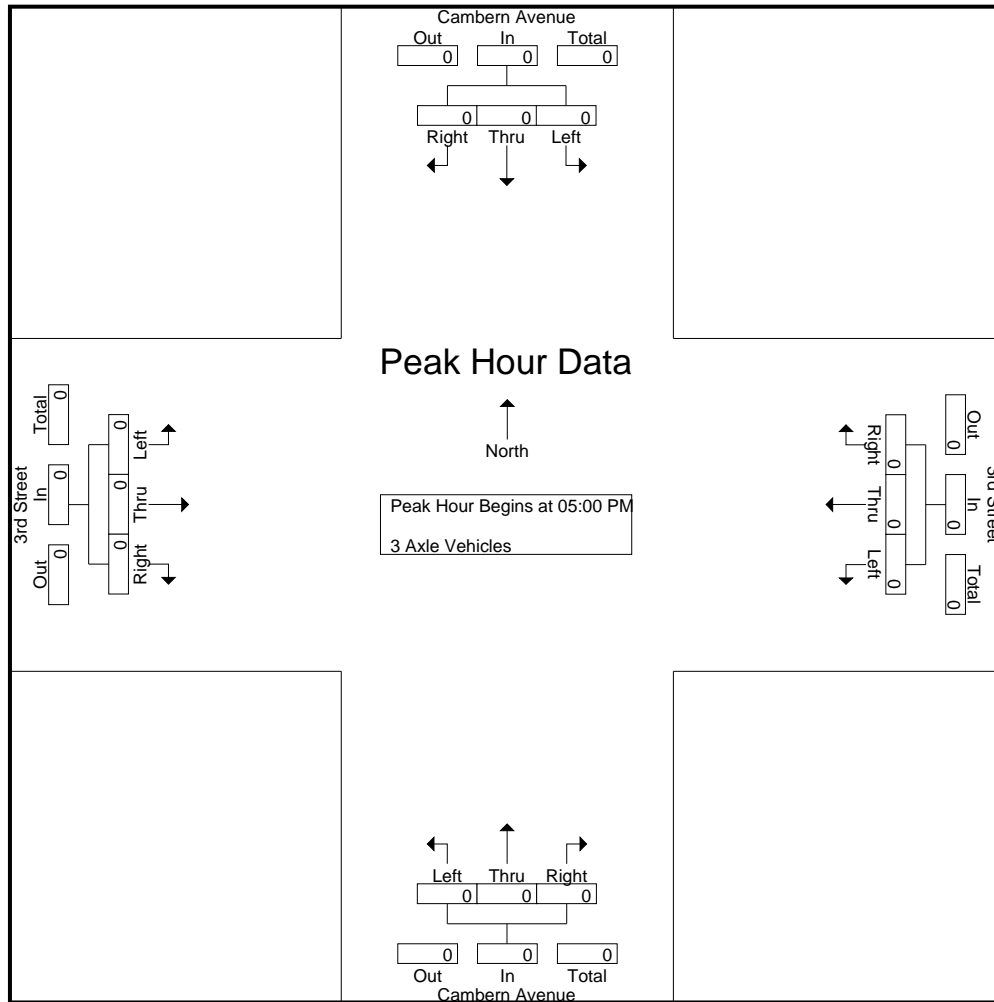 Cambern Avenue
Out In Total
0 0 0
0 0 0
Right Thru Left
Peak Hour Data
North
Peak Hour Begins at 05:00 PM
3 Axle Vehicles
3rd Street
Total In Out
0 0 0
0 0 0
Left Thru Right
Right Thru Left
0 0 0
0 0 0
Out In Total
3rd Street
Left Thru Right
0 0 0
0 0 0
Out In Total
Cambern Avenue